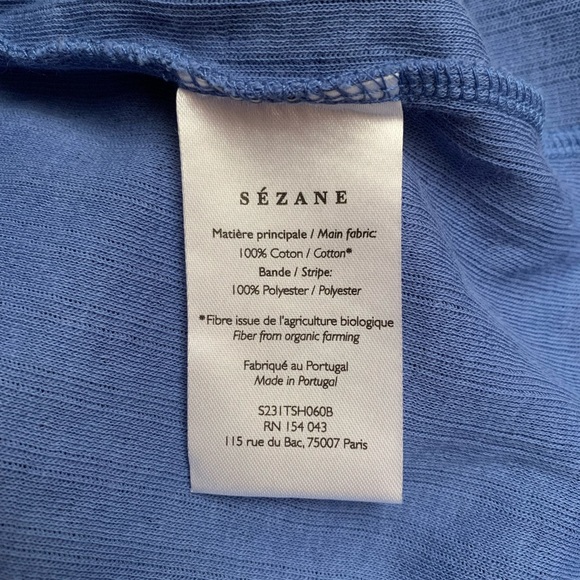 SÉZANE
Matière principale / Main fabric:
100% Coton / Cotton*
Bande / Stripe:
100% Polyester / Polyester
*Fibre issue de l'agriculture biologique
Fiber from organic farming
Fabriqué au Portugal
Made in Portugal
S231TSH060B
RN 154 043
115 rue du Bac, 75007 Paris